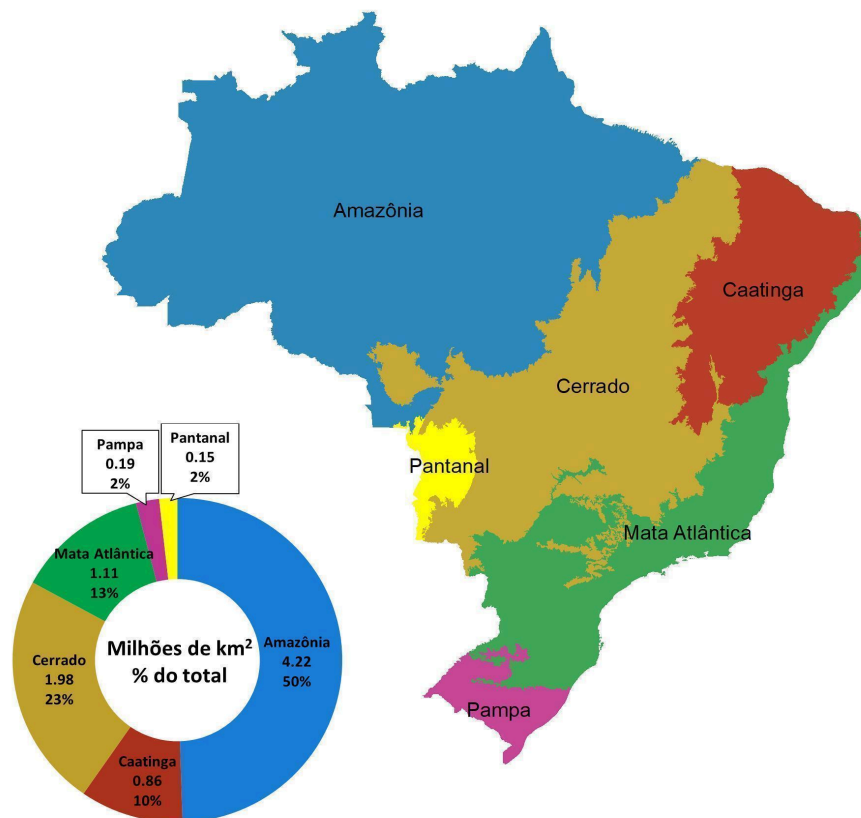 Amazônia
Caatinga
Cerrado
Pantanal
Mata Atlântica
Pampa
Pampa
0.19
2%
Pantanal
0.15
2%
Mata Atlântica
1.11
13%
Cerrado
1.98
23%
Caatinga
0.86
10%
Amazônia
4.22
50%
Milhões de km²
% do total